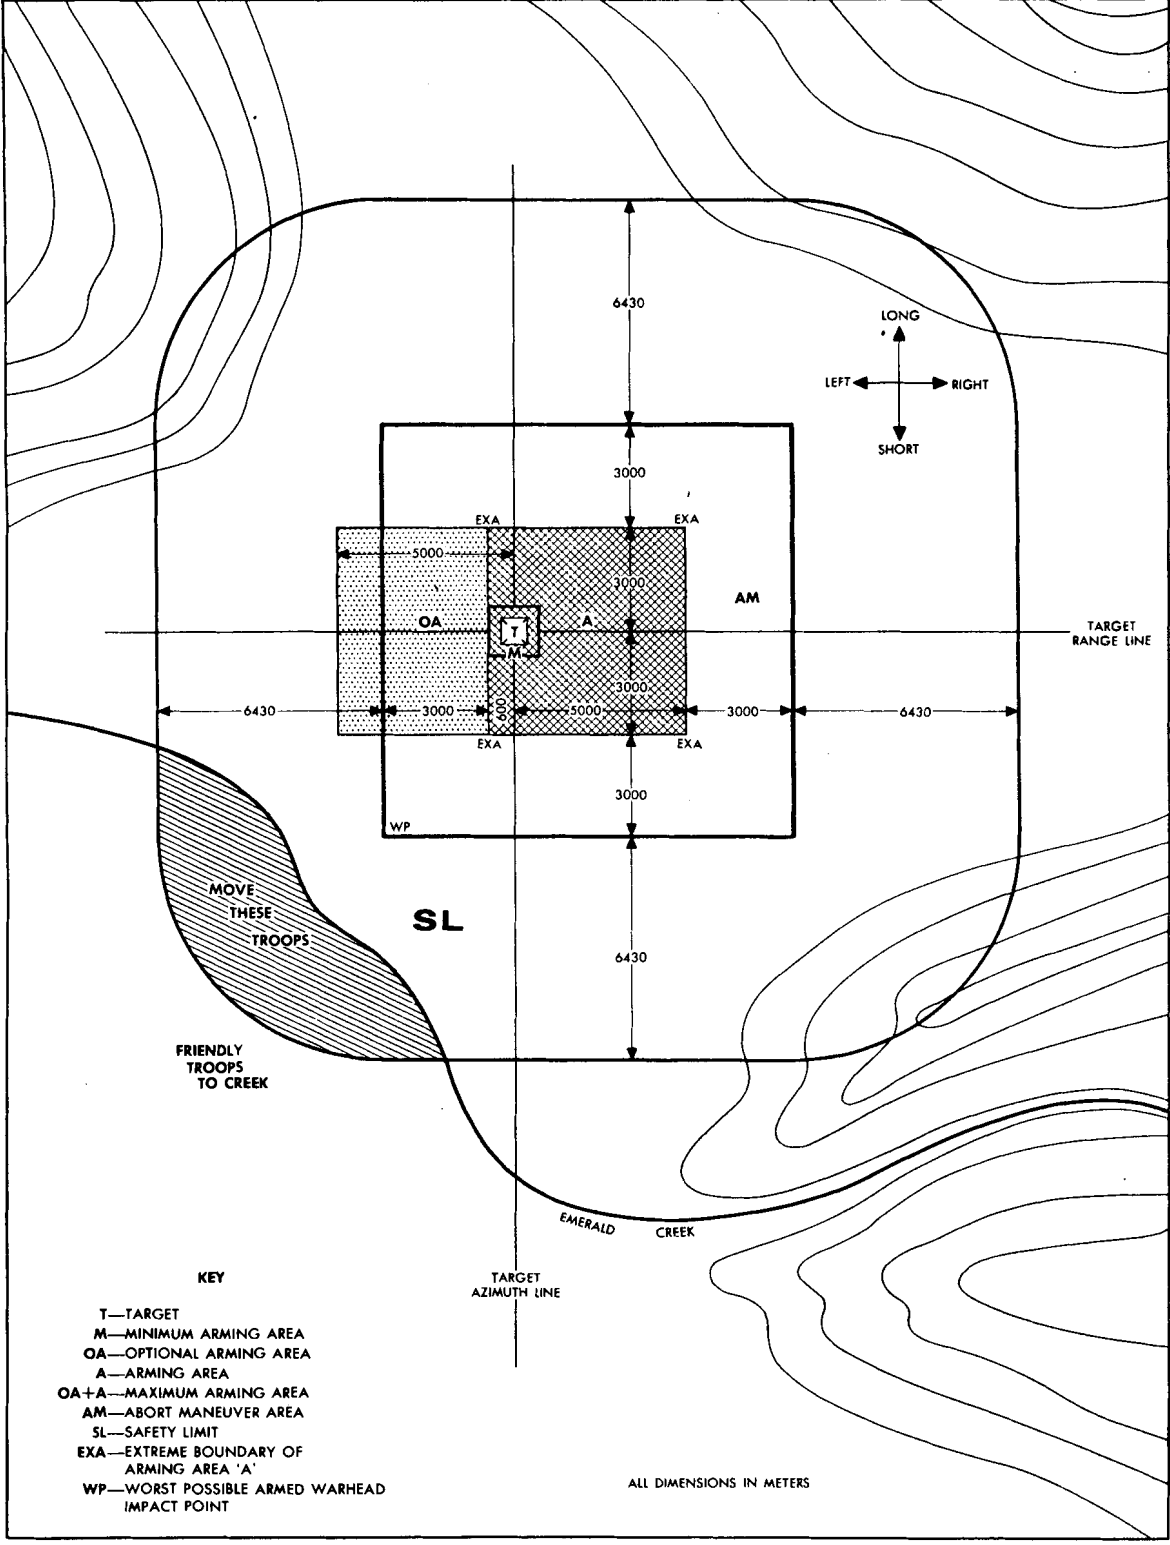 6430
LONG
LEFT
RIGHT
SHORT
3000
EXA
EXA
5000
3000
AM
OA
A
T
M
TARGET
RANGE LINE
3000
600
6430
3000
5000
3000
6430
EXA
EXA
3000
WP
MOVE
THESE
TROOPS
SL
6430
FRIENDLY
TROOPS
TO CREEK
EMERALD CREEK
TARGET
AZIMUTH LINE
KEY
T—TARGET
M—MINIMUM ARMING AREA
OA—OPTIONAL ARMING AREA
A—ARMING AREA
OA+A—MAXIMUM ARMING AREA
AM—ABORT MANEUVER AREA
SL—SAFETY LIMIT
EXA—EXTREME BOUNDARY OF
ARMING AREA 'A'
WP—WORST POSSIBLE ARMED WARHEAD
IMPACT POINT
ALL DIMENSIONS IN METERS